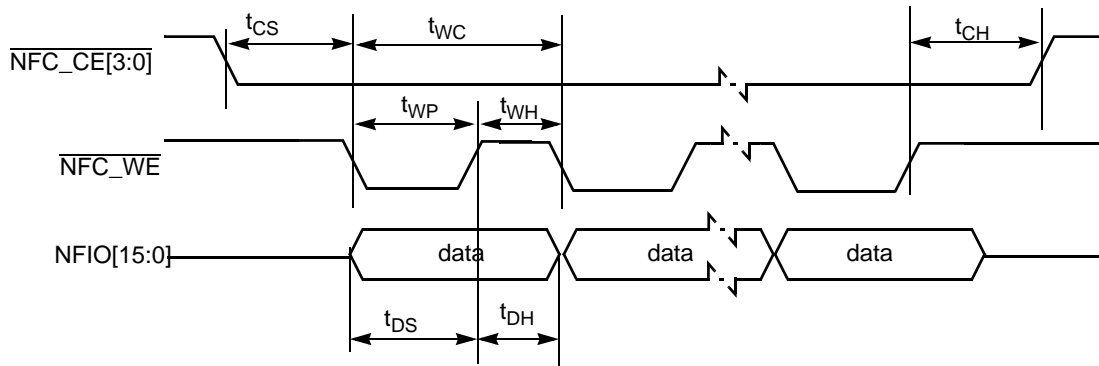 tCS tWC tCH
NFC_CE[3:0]
tWP tWH
NFC_WE
NFIO[15:0] data data data
tDS tDH